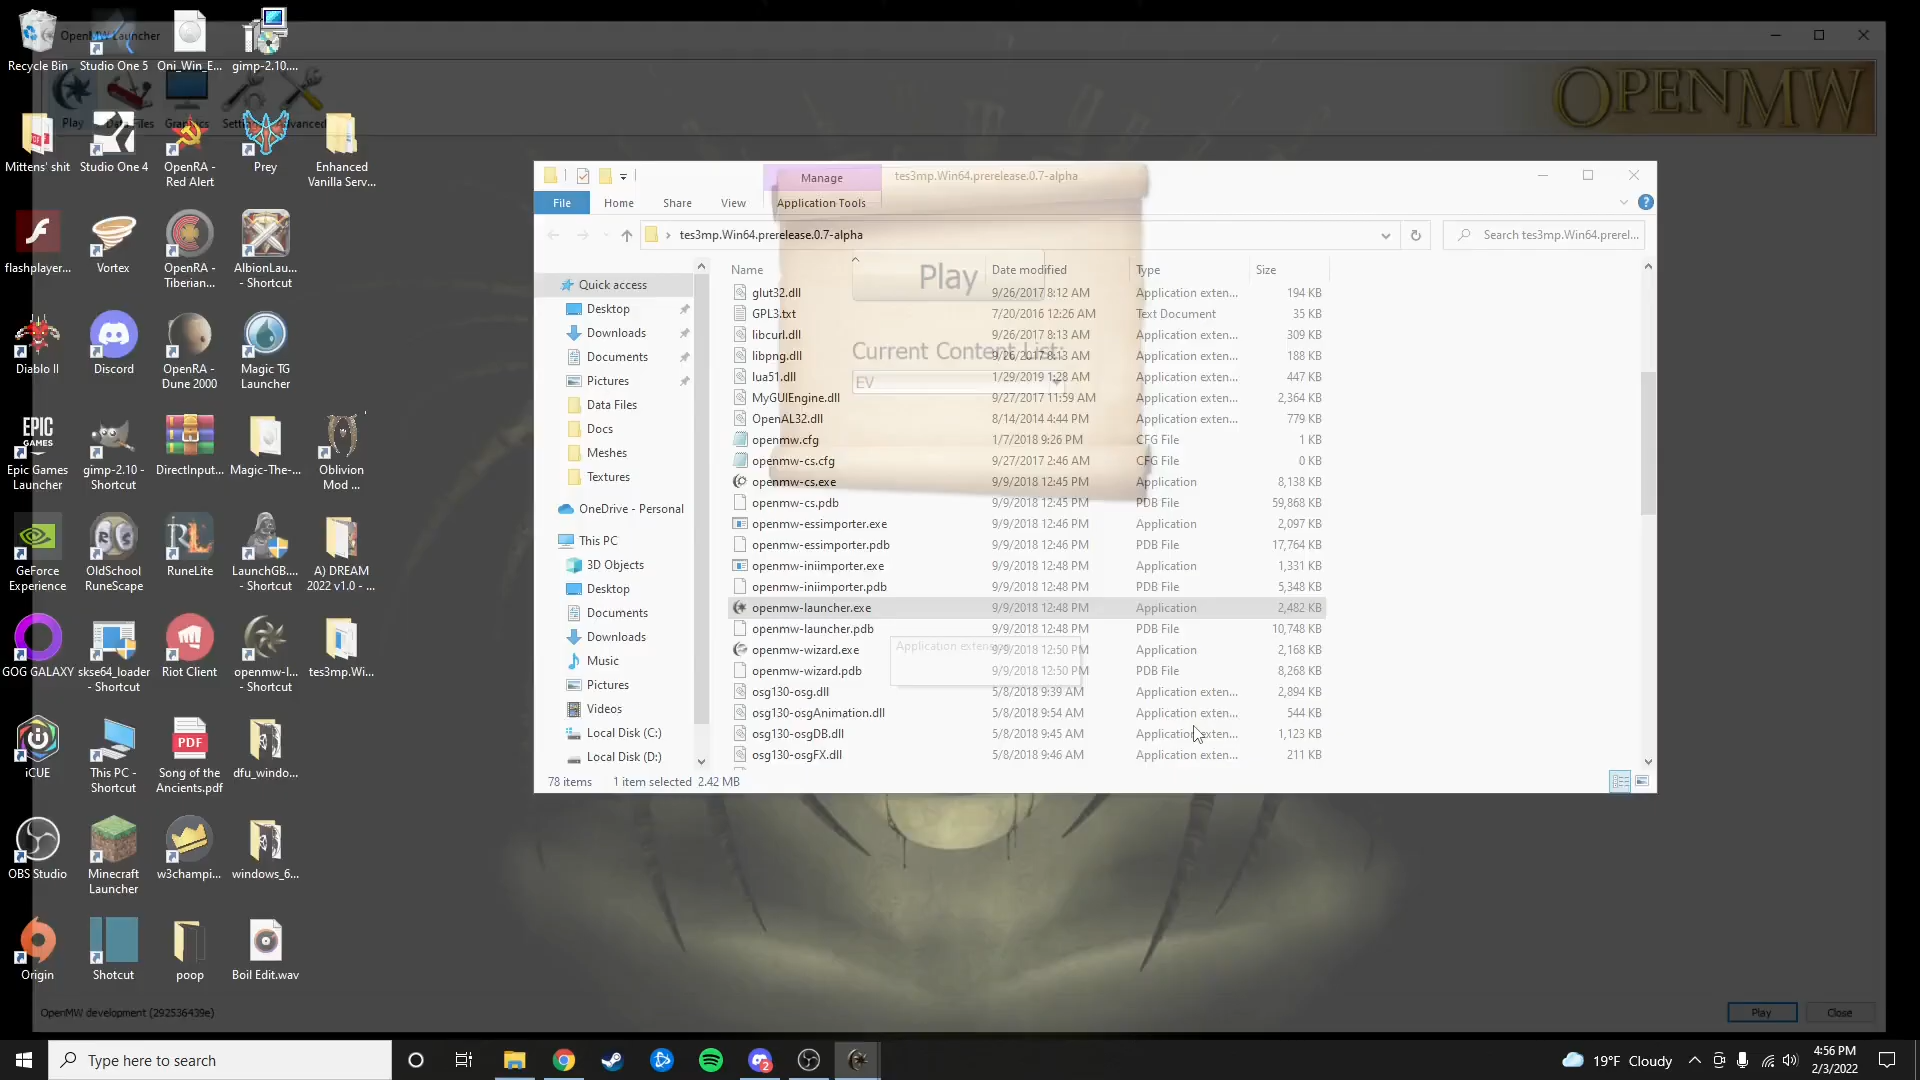 OpenMW Launcher
Recycle Bin
Studio One 5
Oni_Win_E...
gimp-2.10....
OPENMW
Play
Data Files
Graphics
Advanced
Mittens' shit
Studio One 4
OpenRA - Red Alert
Prey
Enhanced Vanilla Serv...
flashplayer...
Vortex
OpenRA - Tiberian...
AlbionLau... - Shortcut
Diablo II
Discord
OpenRA - Dune 2000
Magic TG Launcher
EPIC GAMES
Epic Games Launcher
gimp-2.10 - Shortcut
DirectInput...
Magic-The-...
Oblivion Mod ...
GeForce Experience
OldSchool RuneScape
RuneLite
LaunchGB.... - Shortcut
A) DREAM 2022 v1.0 - ...
GOG GALAXY
skse64_loader - Shortcut
Riot Client
openmw-l... - Shortcut
tes3mp.Wi...
iCUE
This PC - Shortcut
PDF
Song of the Ancients.pdf
dfu_windo...
OBS Studio
Minecraft Launcher
w3champi...
windows_6...
Origin
Shotcut
poop
Boil Edit.wav
Manage
tes3mp.Win64.prerelease.0.7-alpha
File
Home
Share
View
Application Tools
tes3mp.Win64.prerelease.0.7-alpha
Search tes3mp.Win64.prerel...
Quick access
Desktop
Downloads
Documents
Pictures
Data Files
Docs
Meshes
Textures
OneDrive - Personal
This PC
3D Objects
Desktop
Documents
Downloads
Music
Pictures
Videos
Local Disk (C:)
Local Disk (D:)
Name Date modified Type Size
Play
glut32.dll 9/26/2017 8:12 AM Application exten... 194 KB
GPL3.txt 7/20/2016 12:26 AM Text Document 35 KB
libcurl.dll 9/26/2017 8:13 AM Application exten... 309 KB
Current Content List:
libpng.dll 9/26/2017 8:13 AM Application exten... 188 KB
lua51.dll 1/29/2019 1:28 AM Application exten... 447 KB
EV
MyGUIEngine.dll 9/27/2017 11:59 AM Application exten... 2,364 KB
OpenAL32.dll 8/14/2014 4:44 PM Application exten... 779 KB
openmw.cfg 1/7/2018 9:26 PM CFG File 1 KB
openmw-cs.cfg 9/27/2017 2:46 AM CFG File 0 KB
openmw-cs.exe 9/9/2018 12:45 PM Application 8,138 KB
openmw-cs.pdb 9/9/2018 12:45 PM PDB File 59,868 KB
openmw-essimporter.exe 9/9/2018 12:46 PM Application 2,097 KB
openmw-essimporter.pdb 9/9/2018 12:46 PM PDB File 17,764 KB
openmw-iniimporter.exe 9/9/2018 12:48 PM Application 1,331 KB
openmw-iniimporter.pdb 9/9/2018 12:48 PM PDB File 5,348 KB
openmw-launcher.exe 9/9/2018 12:48 PM Application 2,482 KB
openmw-launcher.pdb 9/9/2018 12:48 PM PDB File 10,748 KB
Application extens
openmw-wizard.exe 9/9/2018 12:50 PM Application 2,168 KB
openmw-wizard.pdb 9/9/2018 12:50 PM PDB File 8,268 KB
osg130-osg.dll 5/8/2018 9:39 AM Application exten... 2,894 KB
osg130-osgAnimation.dll 5/8/2018 9:54 AM Application exten... 544 KB
osg130-osgDB.dll 5/8/2018 9:45 AM Application exten... 1,123 KB
osg130-osgFX.dll 5/8/2018 9:46 AM Application exten... 211 KB
78 items 1 item selected 2.42 MB
OpenMW development (292536439e)
Play
Close
Type here to search
2
19°F Cloudy
4:56 PM
2/3/2022